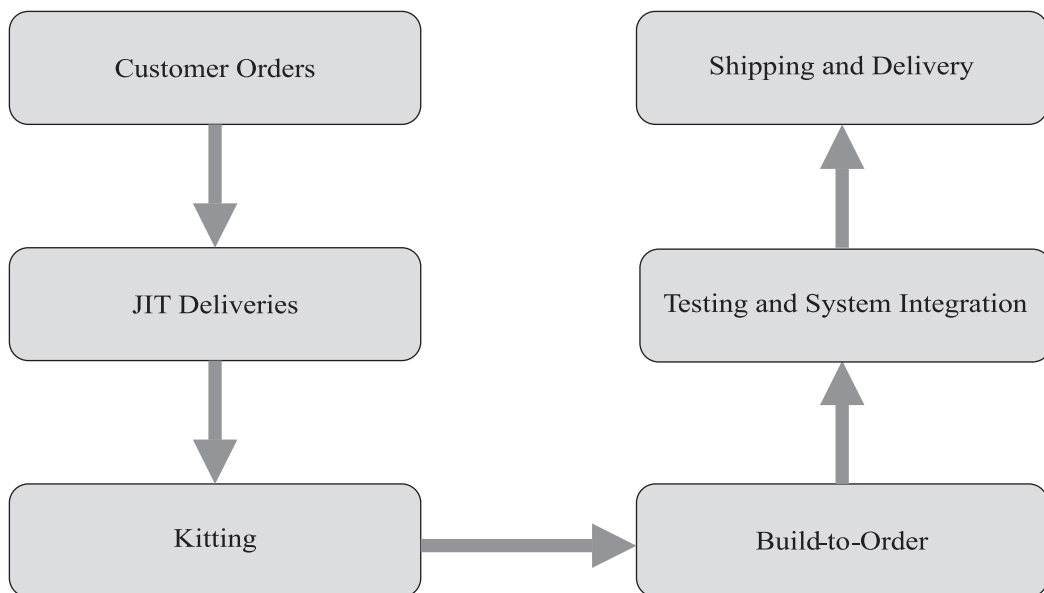 Customer Orders
JIT Deliveries
Kitting
Build-to-Order
Testing and System Integration
Shipping and Delivery